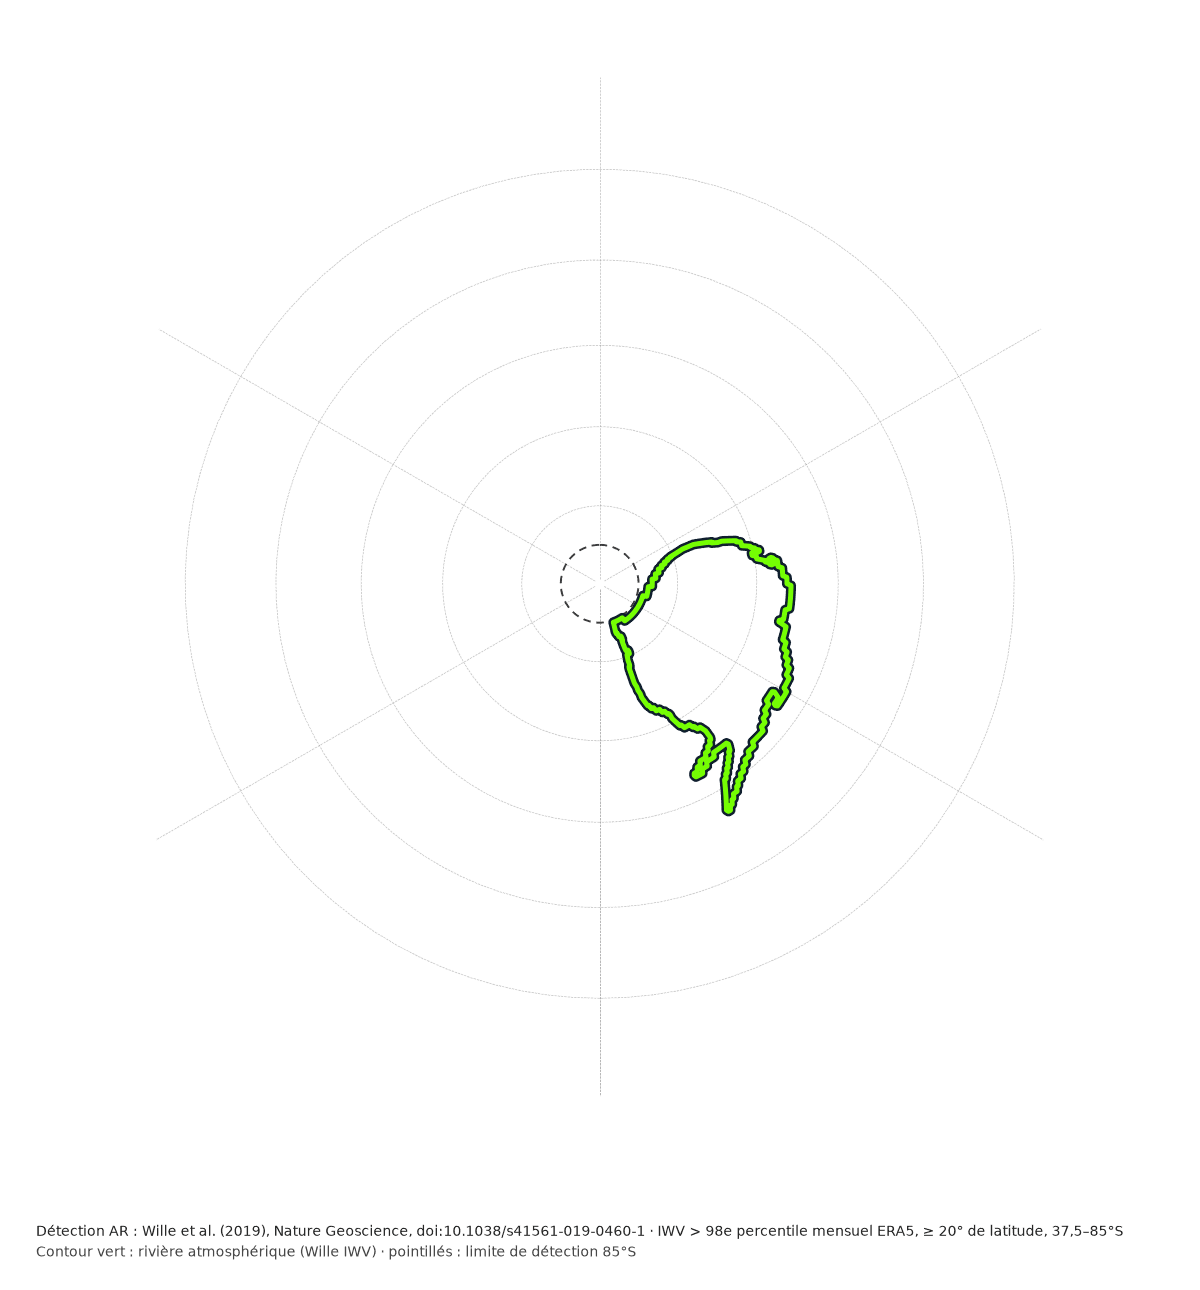 Détection AR : Wille et al. (2019), Nature Geoscience, doi:10.1038/s41561-019-0460-1 · IWV > 98e percentile mensuel ERA5, ≥ 20° de latitude, 37,5–85°S
Contour vert : rivière atmosphérique (Wille IWV) · pointillés : limite de détection 85°S